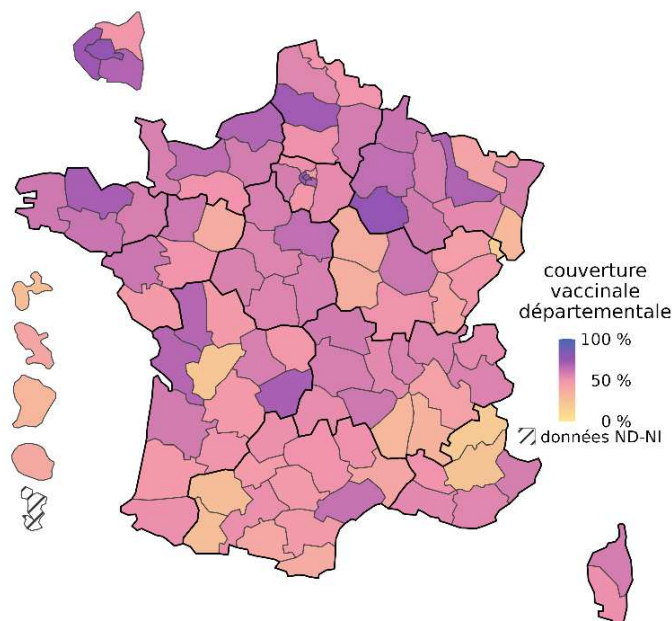 couverture
vaccinale
départementale
100 %
50 %
0 %
données ND-NI